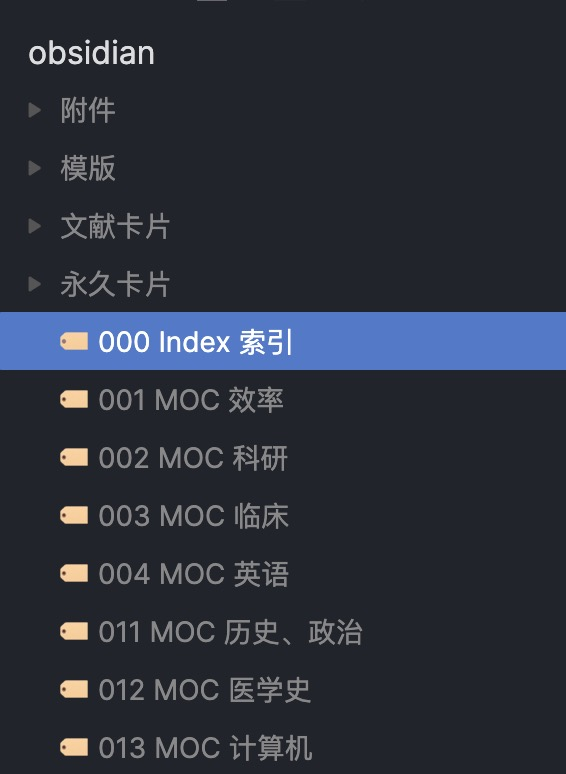 obsidian
附件
模版
文献卡片
永久卡片
000 Index 索引
001 MOC 效率
002 MOC 科研
003 MOC 临床
004 MOC 英语
011 MOC 历史、政治
012 MOC 医学史
013 MOC 计算机